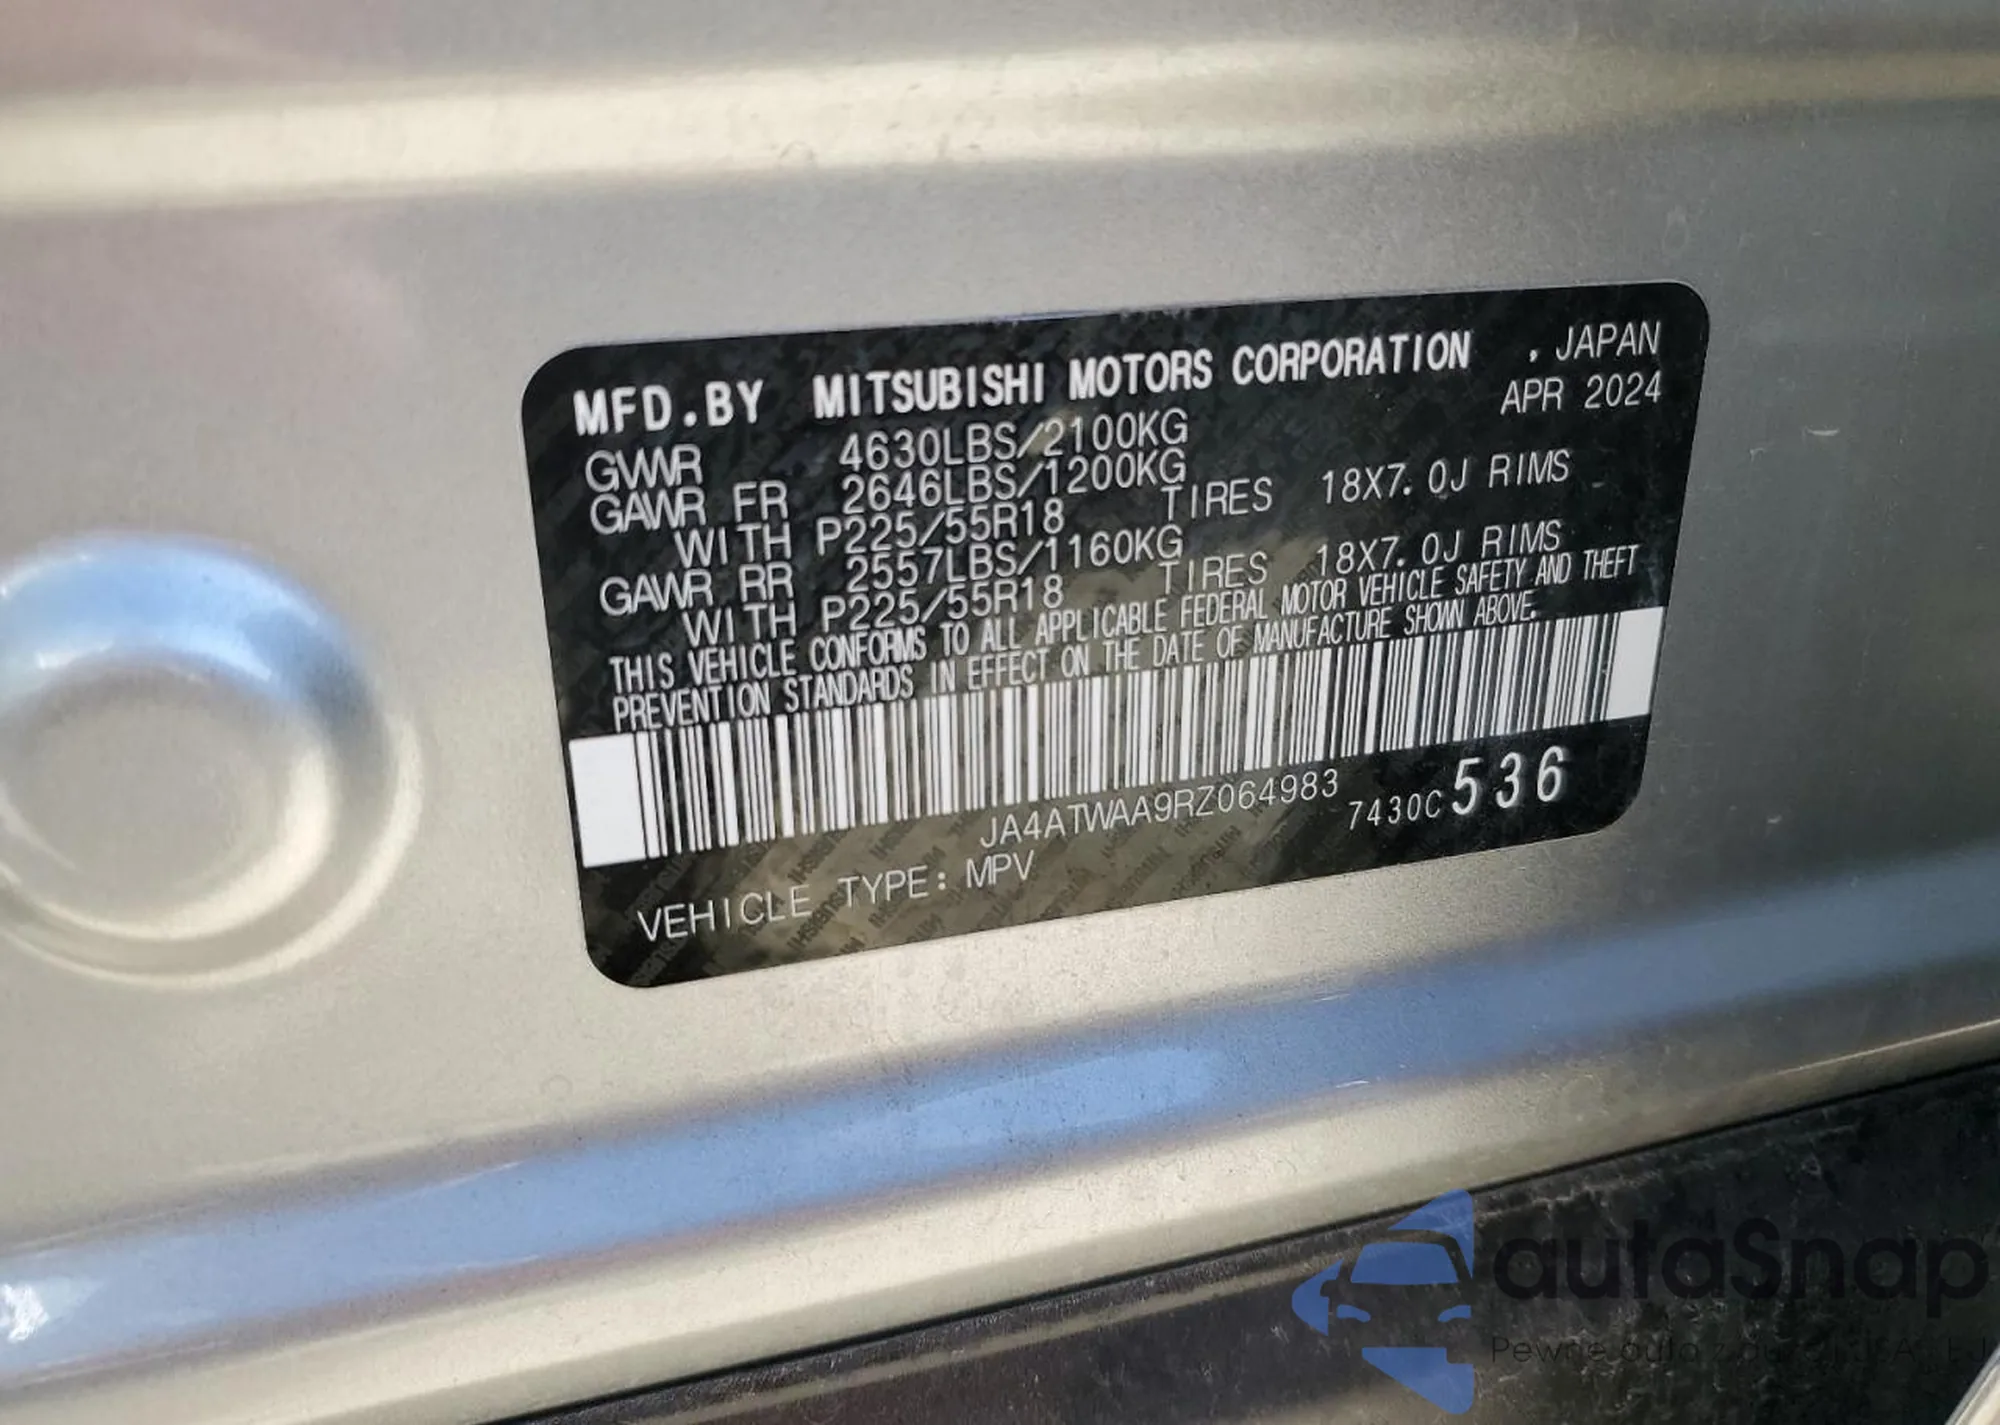 MFD.BY MITSUBISHI MOTORS CORPORATION , JAPAN
APR 2024
GVWR 4630LBS/2100KG
GAWR FR 2646LBS/1200KG
WITH P225/55R18 TIRES 18X7.0J RIMS
GAWR RR 2557LBS/1160KG
WITH P225/55R18 TIRES 18X7.0J RIMS
THIS VEHICLE CONFORMS TO ALL APPLICABLE FEDERAL MOTOR VEHICLE SAFETY AND THEFT
PREVENTION STANDARDS IN EFFECT ON THE DATE OF MANUFACTURE SHOWN ABOVE.
JA4ATWAA9RZ064983 7430C 536
VEHICLE TYPE: MPV
autaSnap
Pewne auto z